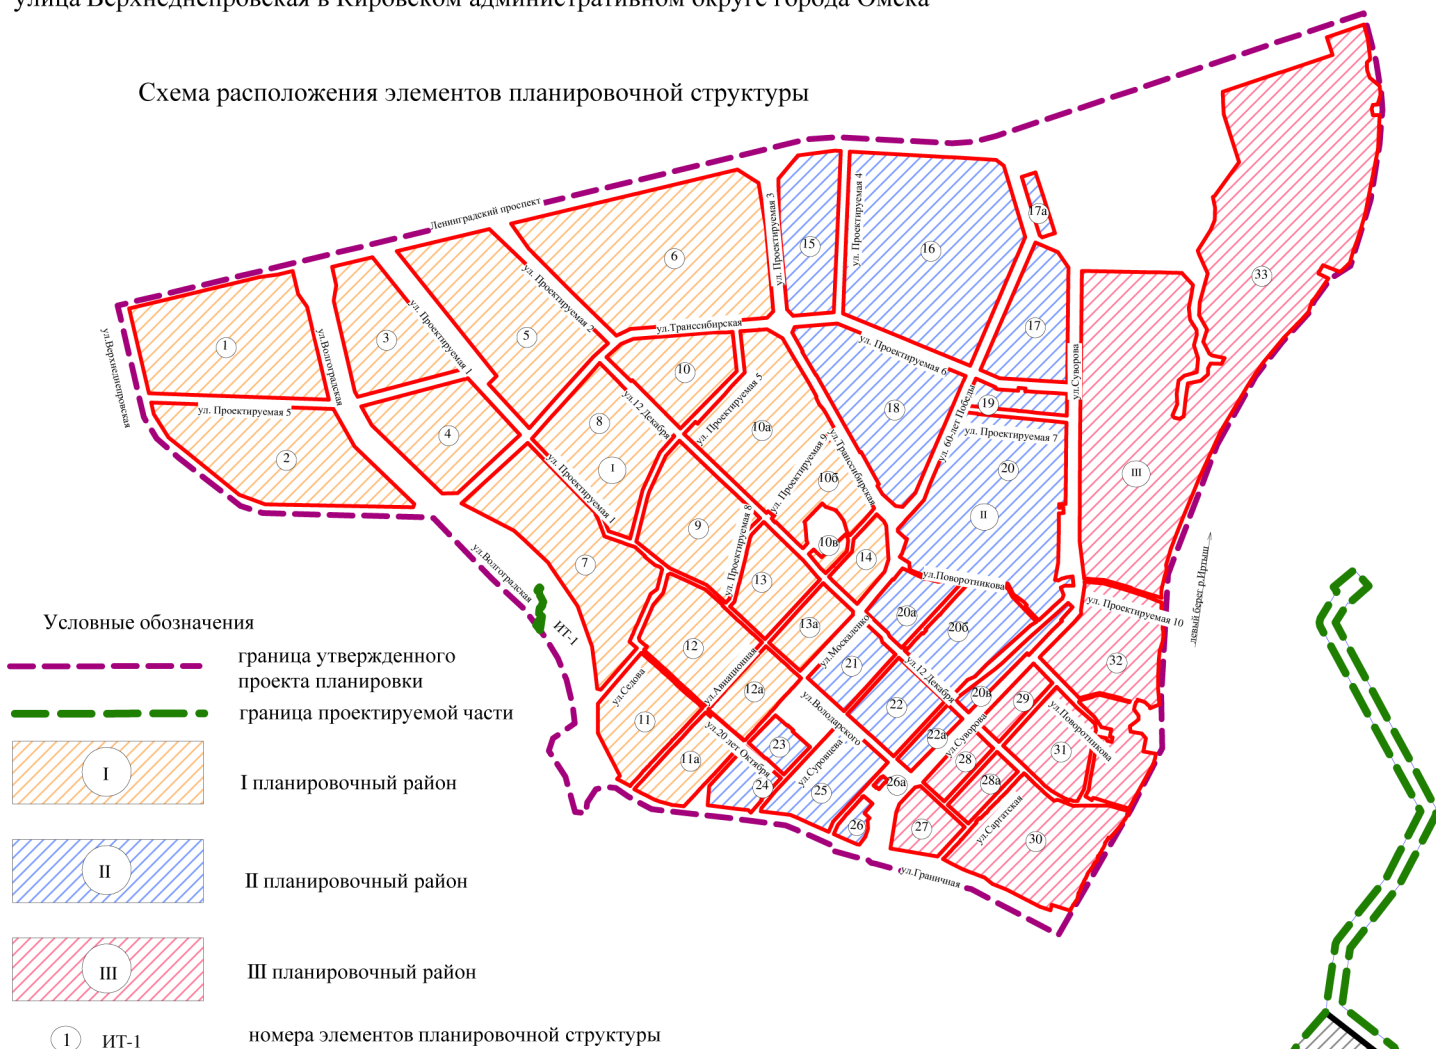 улица Верхнеднепровская в Кировском административном округе города Омска
Схема расположения элементов планировочной структуры
Ленинградский проспект
ул. Проектируемая 3
ул. Проектируемая 4
15
16
17а
6
33
ул. Проектируемая 2
ул.Транссибирская
ул.Верхнеднепровская
1
ул.Волгоградская
3
ул. Проектируемая 1
5
17
ул. Проектируемая 6
ул.Суворова
10
ул. Проектируемая 5
ул.12 Декабря
ул. Проектируемая 5
2
4
8
I
10а
18
ул. 60-лет Победы
19
ул. Проектируемая 7
20
II
III
ул. Проектируемая 9
10б
ул.Транссибирская
ул. Проектируемая 1
9
ул. Проектируемая 8
10в
14
7
13
ул.Волгоградская
ИТ-1
ул.Поворотникова
20а
20б
левый берег р.Иртыш
ул. Проектируемая 10
32
13а
ул.Москаленко
21
12
ул.Авиационная
12а
ул.Седова
11
11а
ул.20 лет Октября
23
24
ул.Володарского
ул.Суровцева
25
22
22а
ул.12 Декабря
20в
29
ул.Суворова
28
28а
ул.Поворотникова
31
26а
26
27
ул.Саргатская
30
ул.Граничная
Условные обозначения
граница утвержденного
проекта планировки
граница проектируемой части
I
I планировочный район
II
II планировочный район
III
III планировочный район
1
ИТ-1
номера элементов планировочной структуры